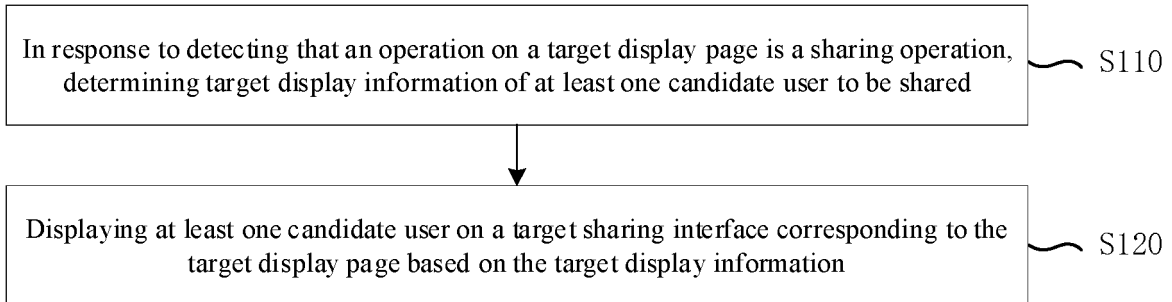 In response to detecting that an operation on a target display page is a sharing operation,
determining target display information of at least one candidate user to be shared
S110
Displaying at least one candidate user on a target sharing interface corresponding to the
target display page based on the target display information
S120